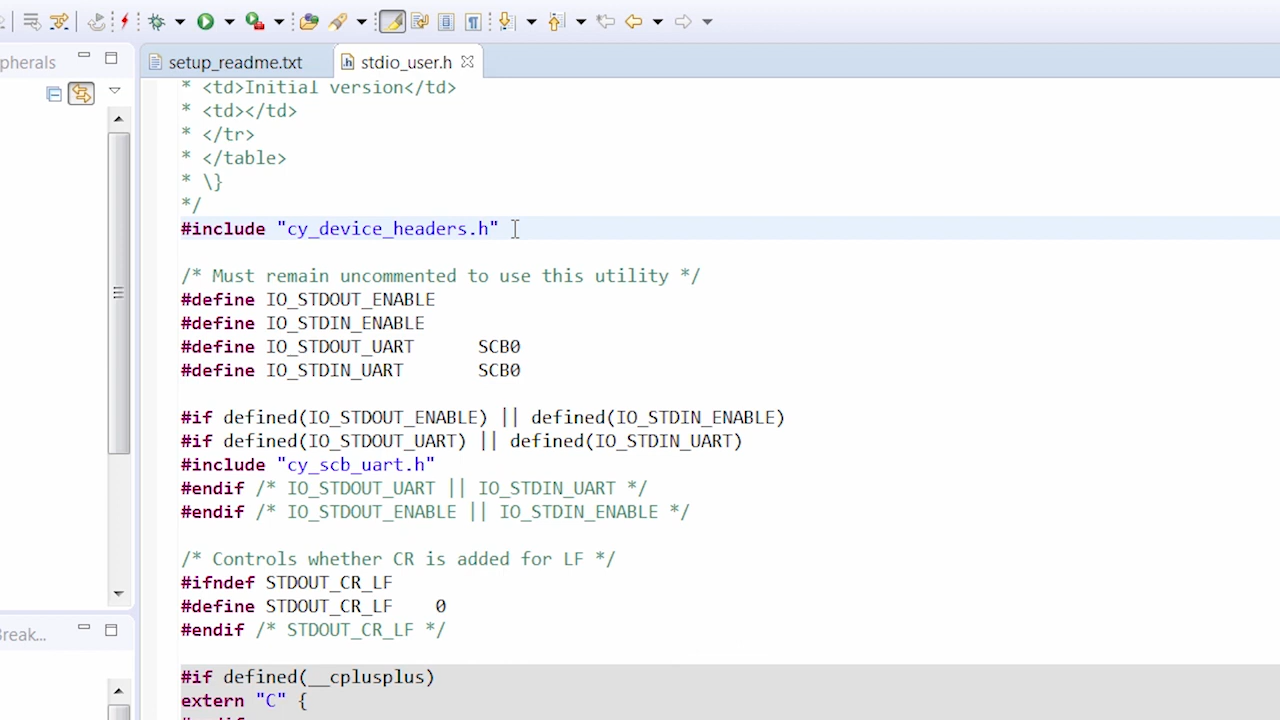 pherals
setup_readme.txt
stdio_user.h
* <td>Initial version</td>
* <td></td>
* </tr>
* </table>
* \}
*/
#include "cy_device_headers.h"
/* Must remain uncommented to use this utility */
#define IO_STDOUT_ENABLE
#define IO_STDIN_ENABLE
#define IO_STDOUT_UART SCB0
#define IO_STDIN_UART SCB0
#if defined(IO_STDOUT_ENABLE) || defined(IO_STDIN_ENABLE)
#if defined(IO_STDOUT_UART) || defined(IO_STDIN_UART)
#include "cy_scb_uart.h"
#endif /* IO_STDOUT_UART || IO_STDIN_UART */
#endif /* IO_STDOUT_ENABLE || IO_STDIN_ENABLE */
/* Controls whether CR is added for LF */
#ifndef STDOUT_CR_LF
#define STDOUT_CR_LF 0
#endif /* STDOUT_CR_LF */
reak...
#if defined(__cplusplus)
extern "C" {